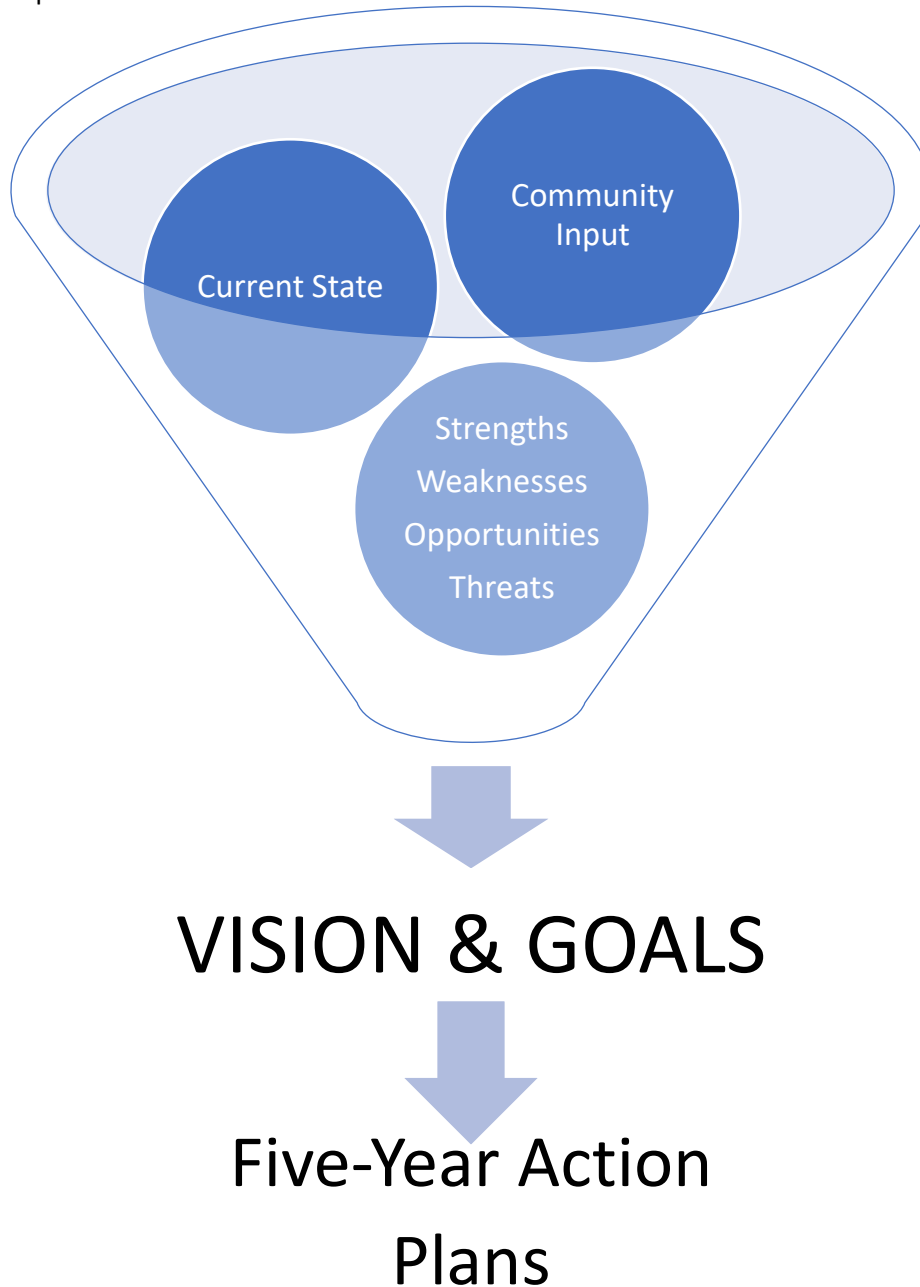 Community
Input
Current State
Strengths
Weaknesses
Opportunities
Threats
VISION & GOALS
Five-Year Action
Plans